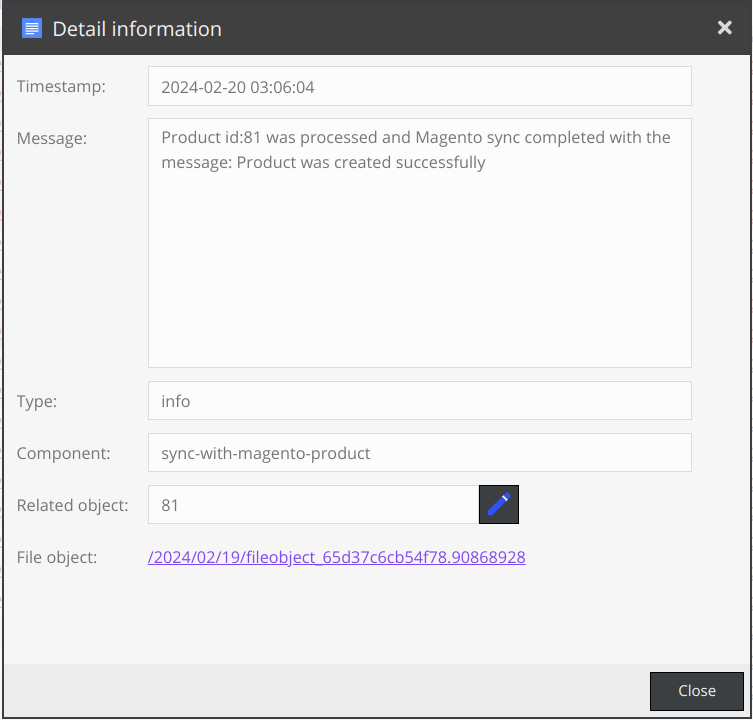 Detail information
Timestamp:
2024-02-20 03:06:04
Message:
Product id:81 was processed and Magento sync completed with the
message: Product was created successfully
Type:
info
Component:
sync-with-magento-product
Related object:
81
File object:
/2024/02/19/fileobject_65d37c6cb54f78.90868928
Close